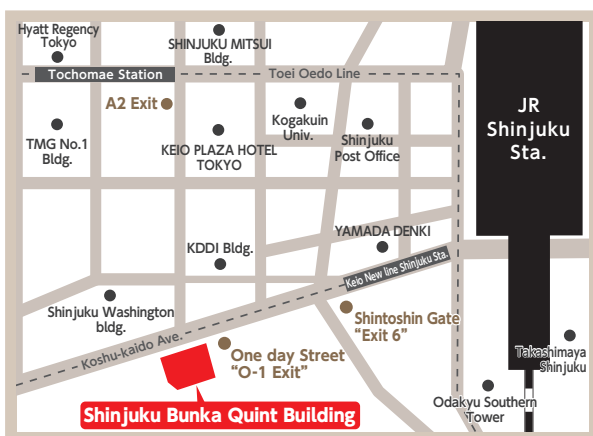 Hyatt Regency
Tokyo
SHINJUKU MITSUI
Bldg.
Tochomae Station
Toei Oedo Line
A2 Exit
TMG No.1
Bldg.
KEIO PLAZA HOTEL
TOKYO
Kogakuin
Univ.
Shinjuku
Post Office
JR
Shinjuku
Sta.
YAMADA DENKI
KDDI Bldg.
Keio New line Shinjuku Sta.
Shinjuku Washington
bldg.
Shintoshin Gate
“Exit 6”
Koshu-kaido Ave.
One day Street
“O-1 Exit”
Takashimaya
Shinjuku
Odakyu Southern
Tower
Shinjuku Bunka Quint Building